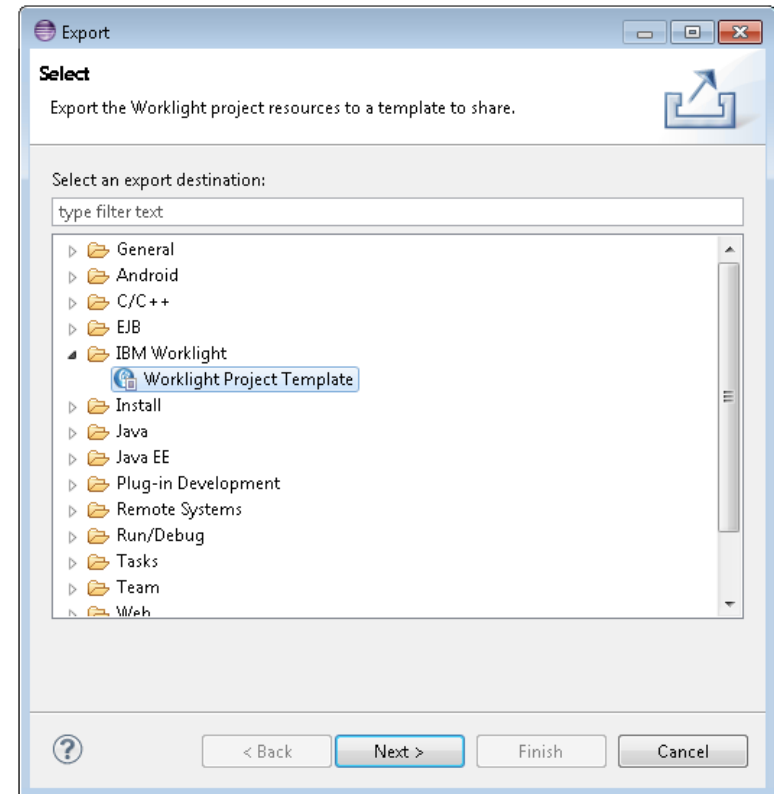 Export
Select
Export the Worklight project resources to a template to share.
Select an export destination:
type filter text
General
Android
C/C++
EJB
IBM Worklight
Worklight Project Template
Install
Java
Java EE
Plug-in Development
Remote Systems
Run/Debug
Tasks
Team
Web
? < Back Next > Finish Cancel